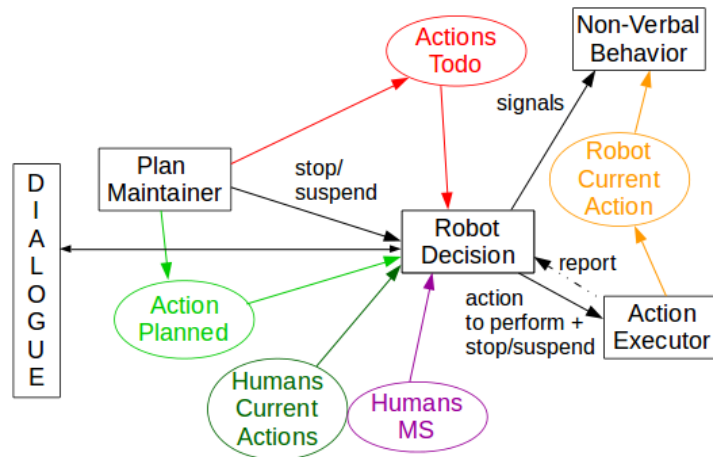 Actions
Todo
Non-Verbal
Behavior
signals
Plan
Maintainer
stop/
suspend
Robot
Current
Action
D
I
A
L
O
G
U
E
Robot
Decision
report
Action
Planned
action
to perform +
stop/suspend
Action
Executor
Humans
Current
Actions
Humans
MS